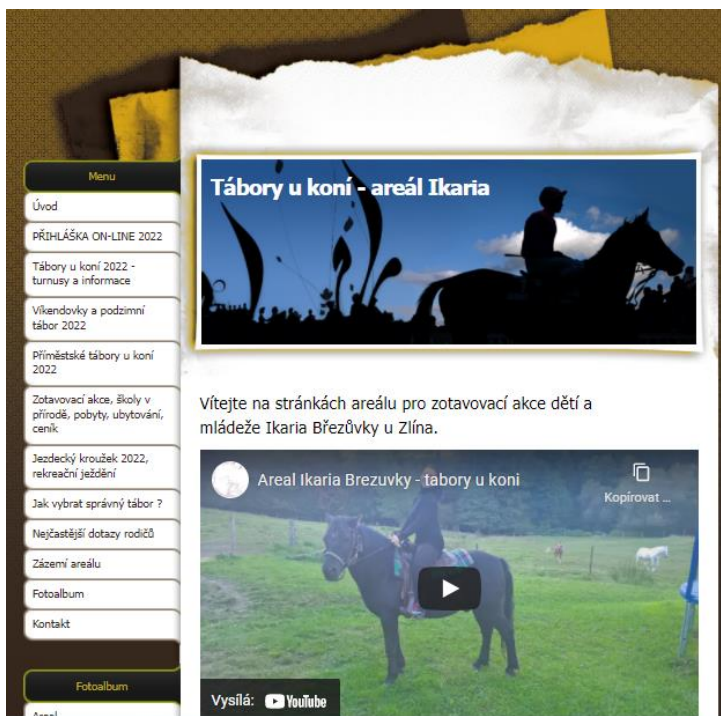 Menu
Úvod
PŘIHLÁŠKA ON-LINE 2022
Tábory u koní 2022 -
turnusy a informace
Víkendovky a podzimní
tábor 2022
Příměstské tábory u koní
2022
Zotavovací akce, školy v
přírodě, pobyty, ubytování,
ceník
Jezdecký kroužek 2022,
rekreační ježdění
Jak vybrat správný tábor ?
Nejčastější dotazy rodičů
Zázemí areálu
Fotoalbum
Kontakt
Fotoalbum
Areal
Tábory u koní - areál Ikaria
Vítejte na stránkách areálu pro zotavovací akce dětí a
mládeže Ikaria Březůvky u Zlína.
Areal Ikaria Brezuvky - tabory u koni
Kopírovat ...
Vysílá: YouTube